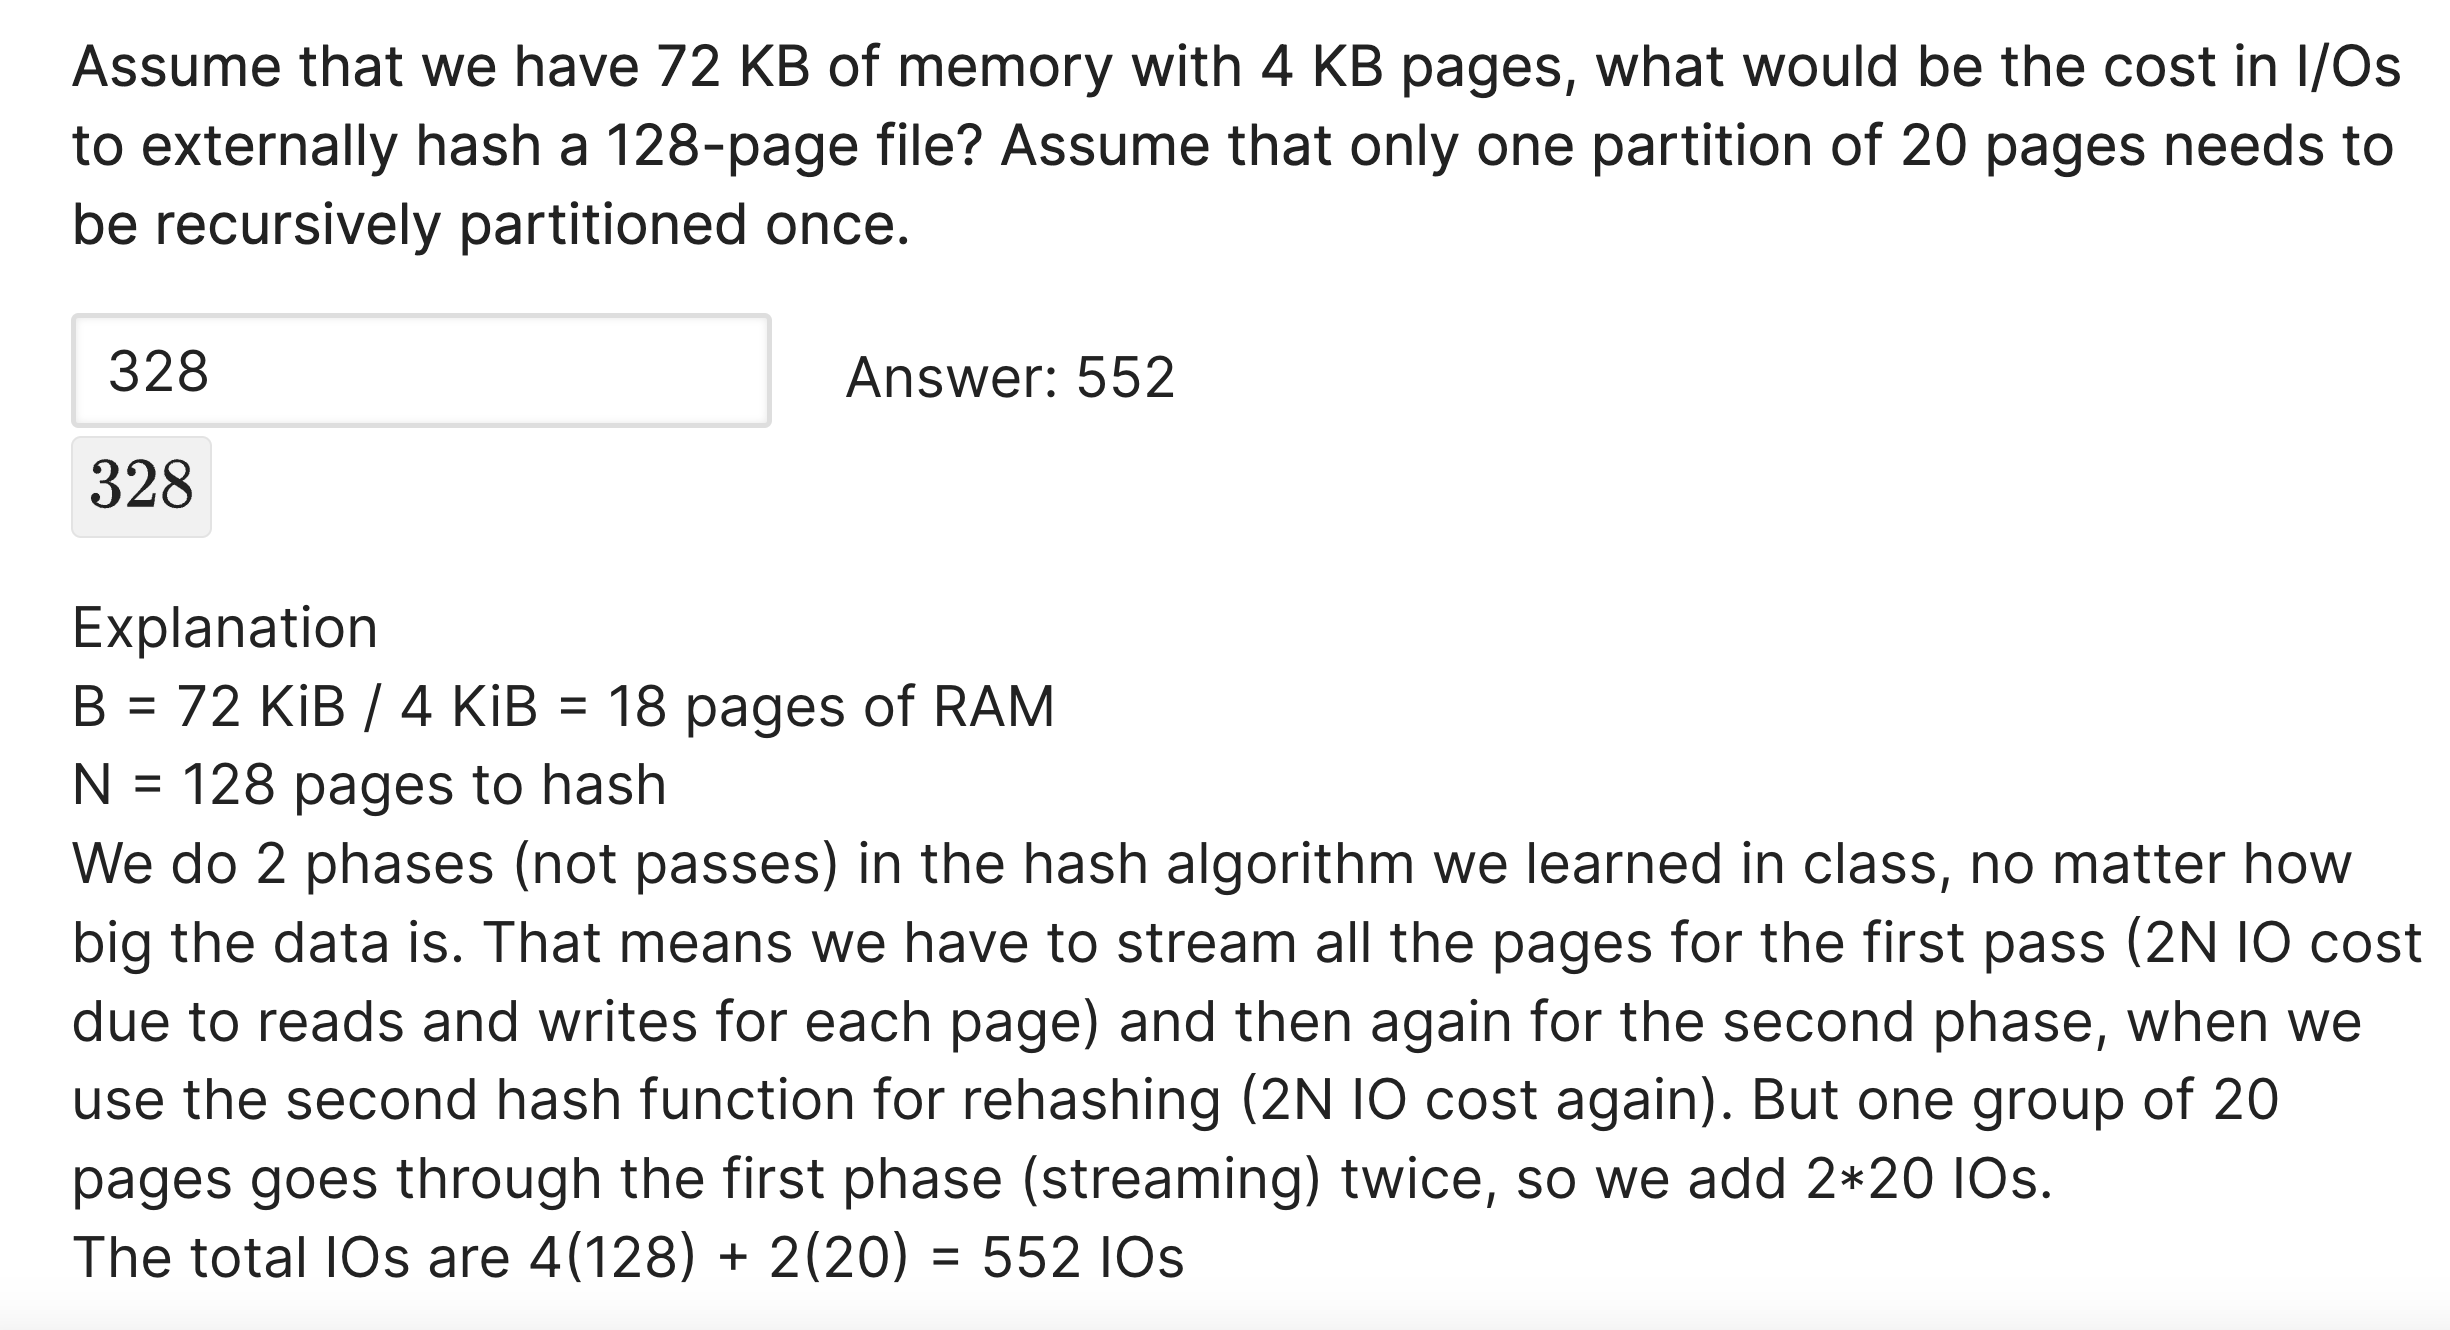 Assume that we have 72 KB of memory with 4 KB pages, what would be the cost in I/Os
to externally hash a 128-page file? Assume that only one partition of 20 pages needs to
be recursively partitioned once.
328
Answer: 552
328
Explanation
B = 72 KiB / 4 KiB = 18 pages of RAM
N = 128 pages to hash
We do 2 phases (not passes) in the hash algorithm we learned in class, no matter how
big the data is. That means we have to stream all the pages for the first pass (2N IO cost
due to reads and writes for each page) and then again for the second phase, when we
use the second hash function for rehashing (2N IO cost again). But one group of 20
pages goes through the first phase (streaming) twice, so we add 2*20 IOs.
The total IOs are 4(128) + 2(20) = 552 IOs